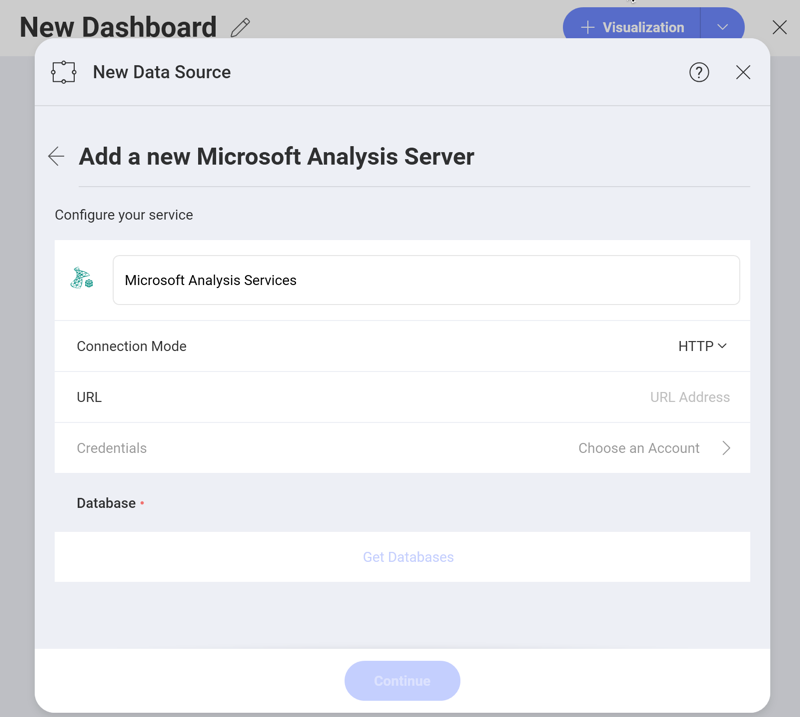 New Dashboard
Visualization
New Data Source
?
Add a new Microsoft Analysis Server
Configure your service
Microsoft Analysis Services
Connection Mode HTTP
URL URL Address
Credentials Choose an Account
Database •
Get Databases
Continue